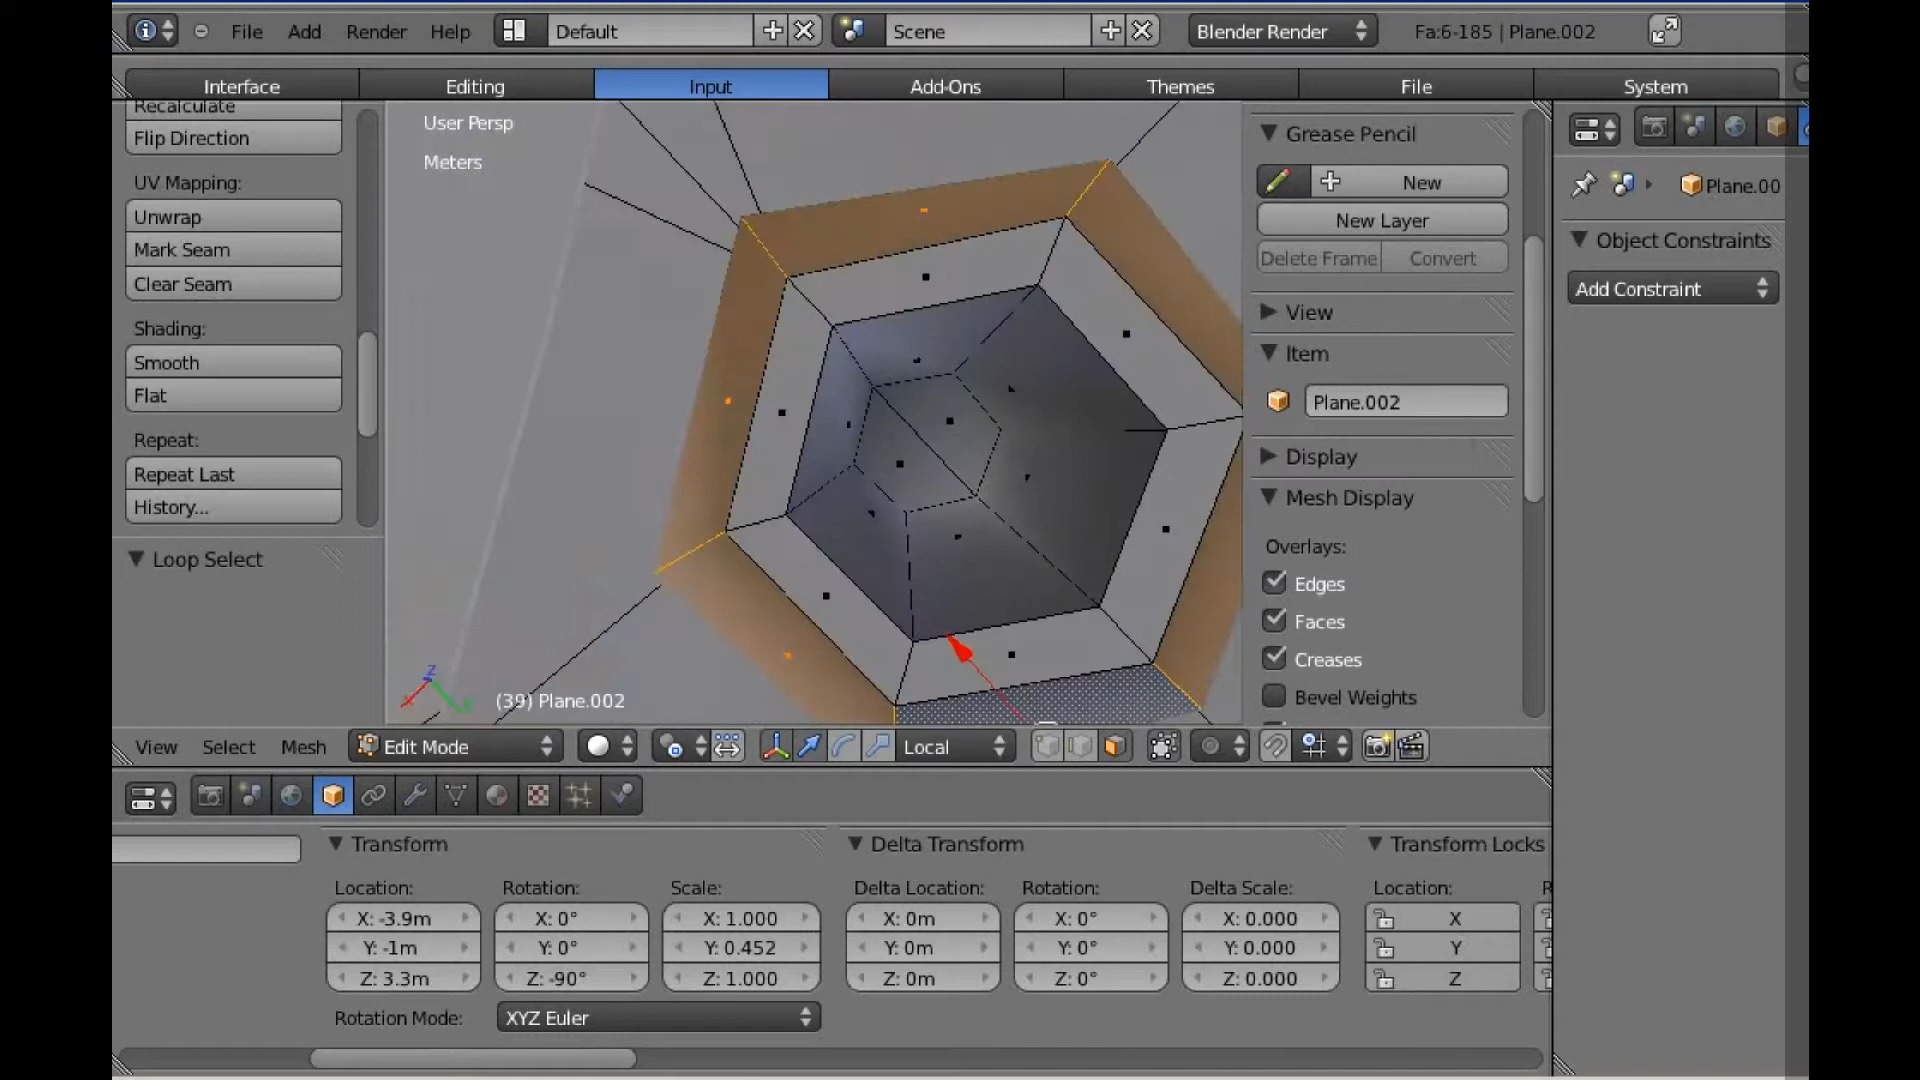 File Add Render Help Default Scene Blender Render Fa:6-185 | Plane.002
Interface Editing Input Add-Ons Themes File System
Recalculate
Flip Direction
UV Mapping:
Unwrap
Mark Seam
Clear Seam
Shading:
Smooth
Flat
Repeat:
Repeat Last
History...
Loop Select
User Persp
Meters
(39) Plane.002
Grease Pencil
New
New Layer
Delete Frame Convert
View
Item
Plane.002
Display
Mesh Display
Overlays:
Edges
Faces
Creases
Bevel Weights
Plane.00
Object Constraints
Add Constraint
View Select Mesh Edit Mode Local
Transform Delta Transform Transform Locks
Location: Rotation: Scale: Delta Location: Rotation: Delta Scale: Location: R
X: -3.9m X: 0° X: 1.000 X: 0m X: 0° X: 0.000 X
Y: -1m Y: 0° Y: 0.452 Y: 0m Y: 0° Y: 0.000 Y
Z: 3.3m Z: -90° Z: 1.000 Z: 0m Z: 0° Z: 0.000 Z
Rotation Mode: XYZ Euler